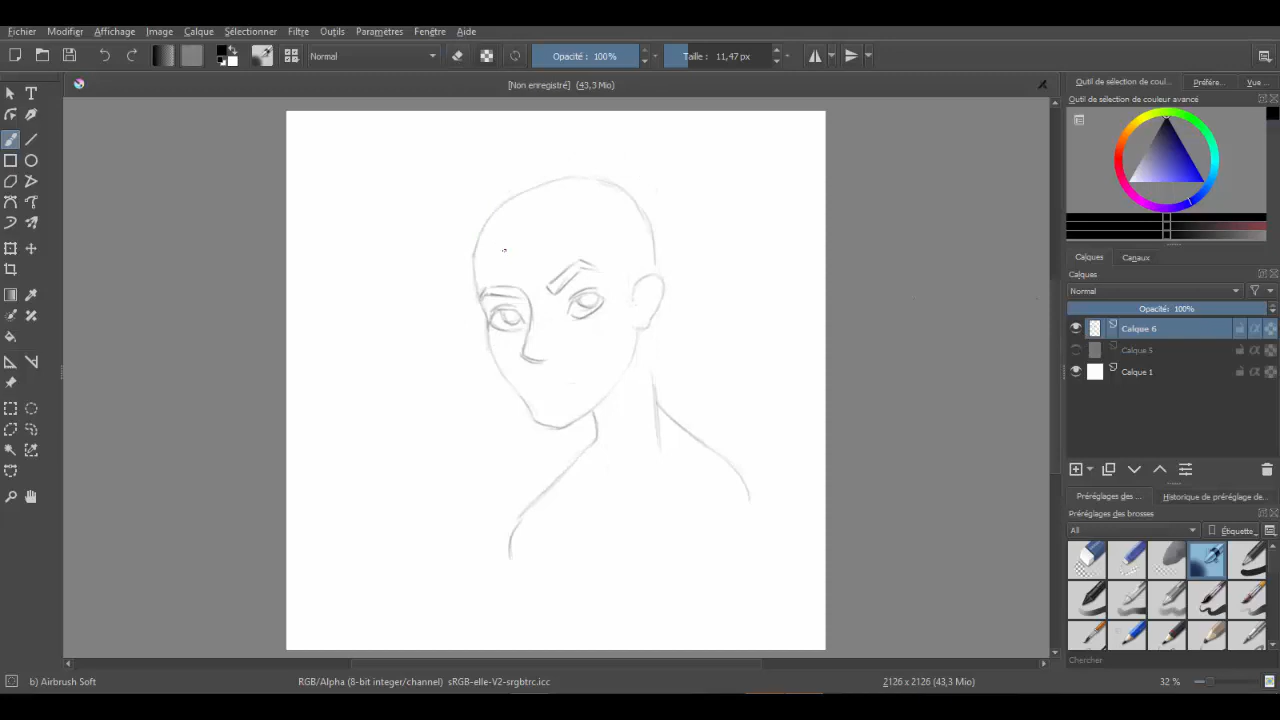 Fichier Modifier Affichage Image Calque Sélectionner Filtre Outils Paramètres Fenêtre Aide
Normal Opacité : 100% Taille : 11,47 px
[Non enregistré] (43,3 Mio)
Outil de sélection de coul... Préfére... Vue ...
Outil de sélection de couleur avancé
Calques Canaux
Calques
Normal
Opacité: 100%
Calque 6
Calque 5
Calque 1
Préréglages des ... Historique de préréglage de...
Préréglages des brosses
All Étiquette
Chercher
b) Airbrush Soft RGB/Alpha (8-bit integer/channel) sRGB-elle-V2-srgbtrc.icc 2126 x 2126 (43,3 Mio) 32 %